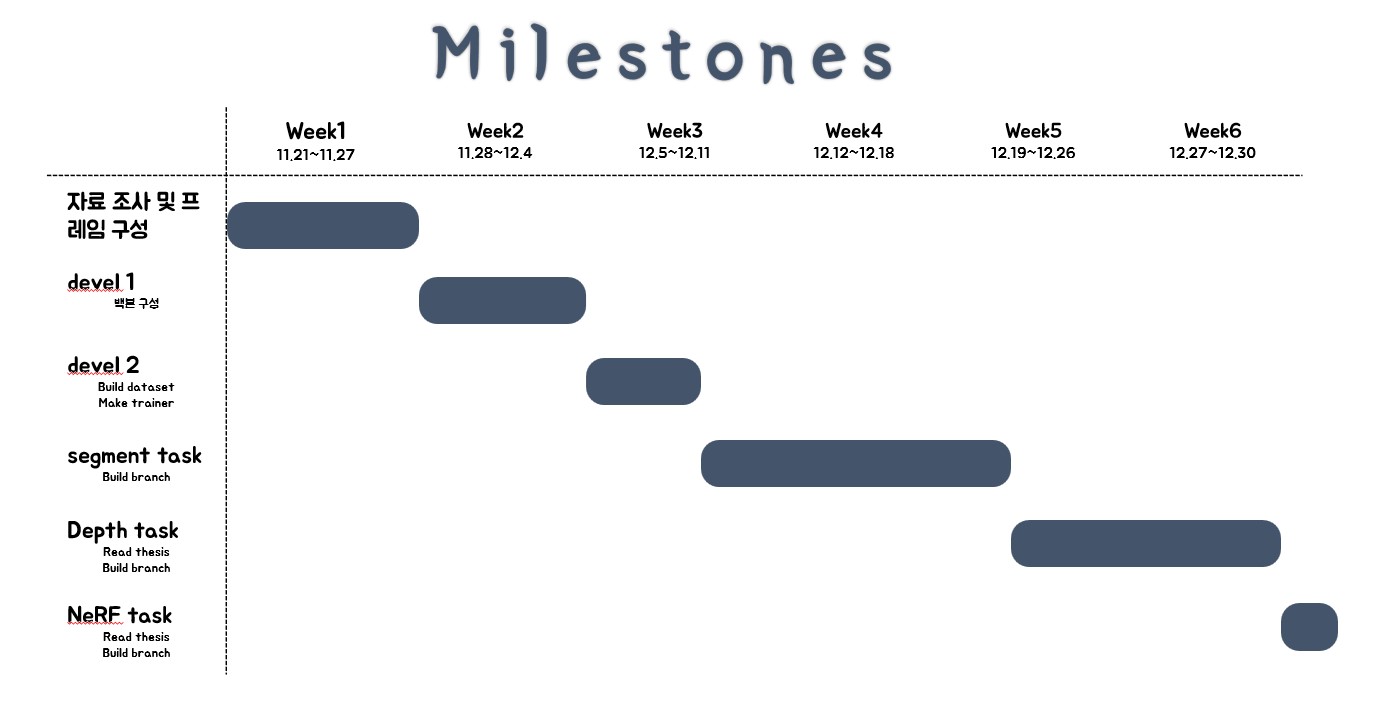 Milestones
Week1 Week2 Week3 Week4 Week5 Week6
11.21~11.27 11.28~12.4 12.5~12.11 12.12~12.18 12.19~12.26 12.27~12.30
자료 조사 및 프
레임 구성
devel 1
백본 구성
devel 2
Build dataset
Make trainer
segment task
Build branch
Depth task
Read thesis
Build branch
NeRF task
Read thesis
Build branch